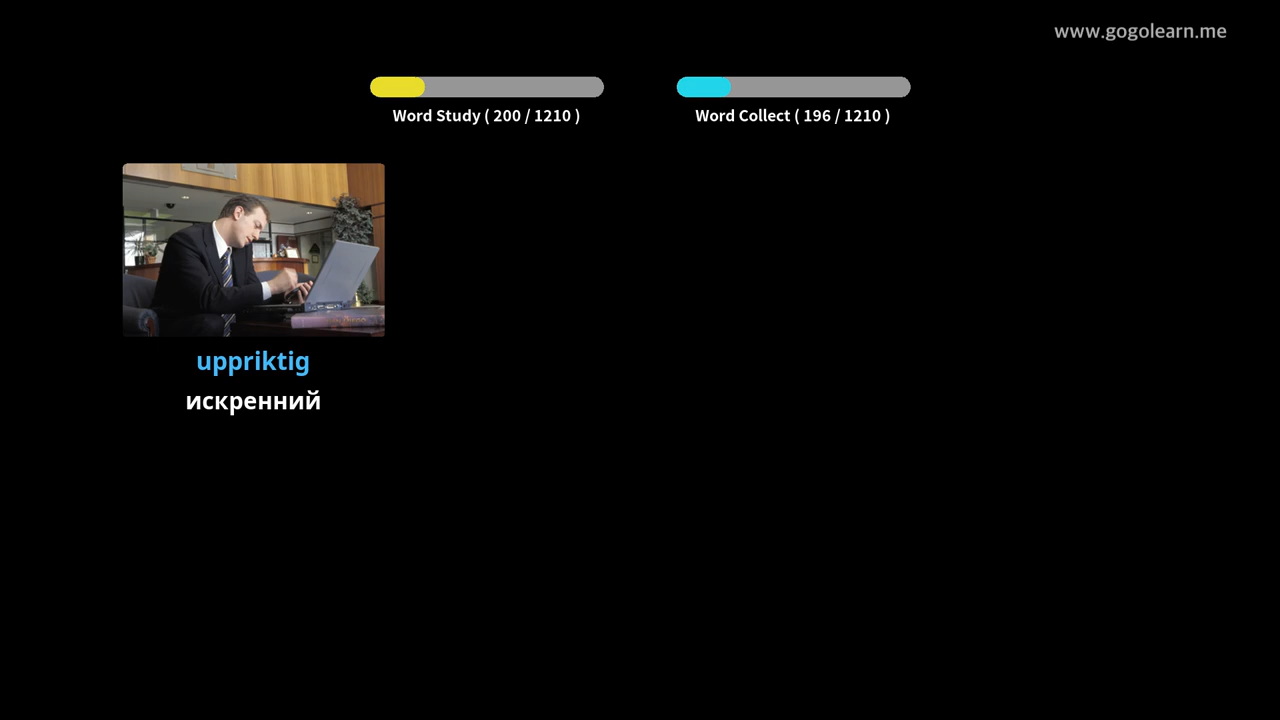 www.gogolearn.me
Word Study ( 200 / 1210 )
Word Collect ( 196 / 1210 )
uppriktig
искренний